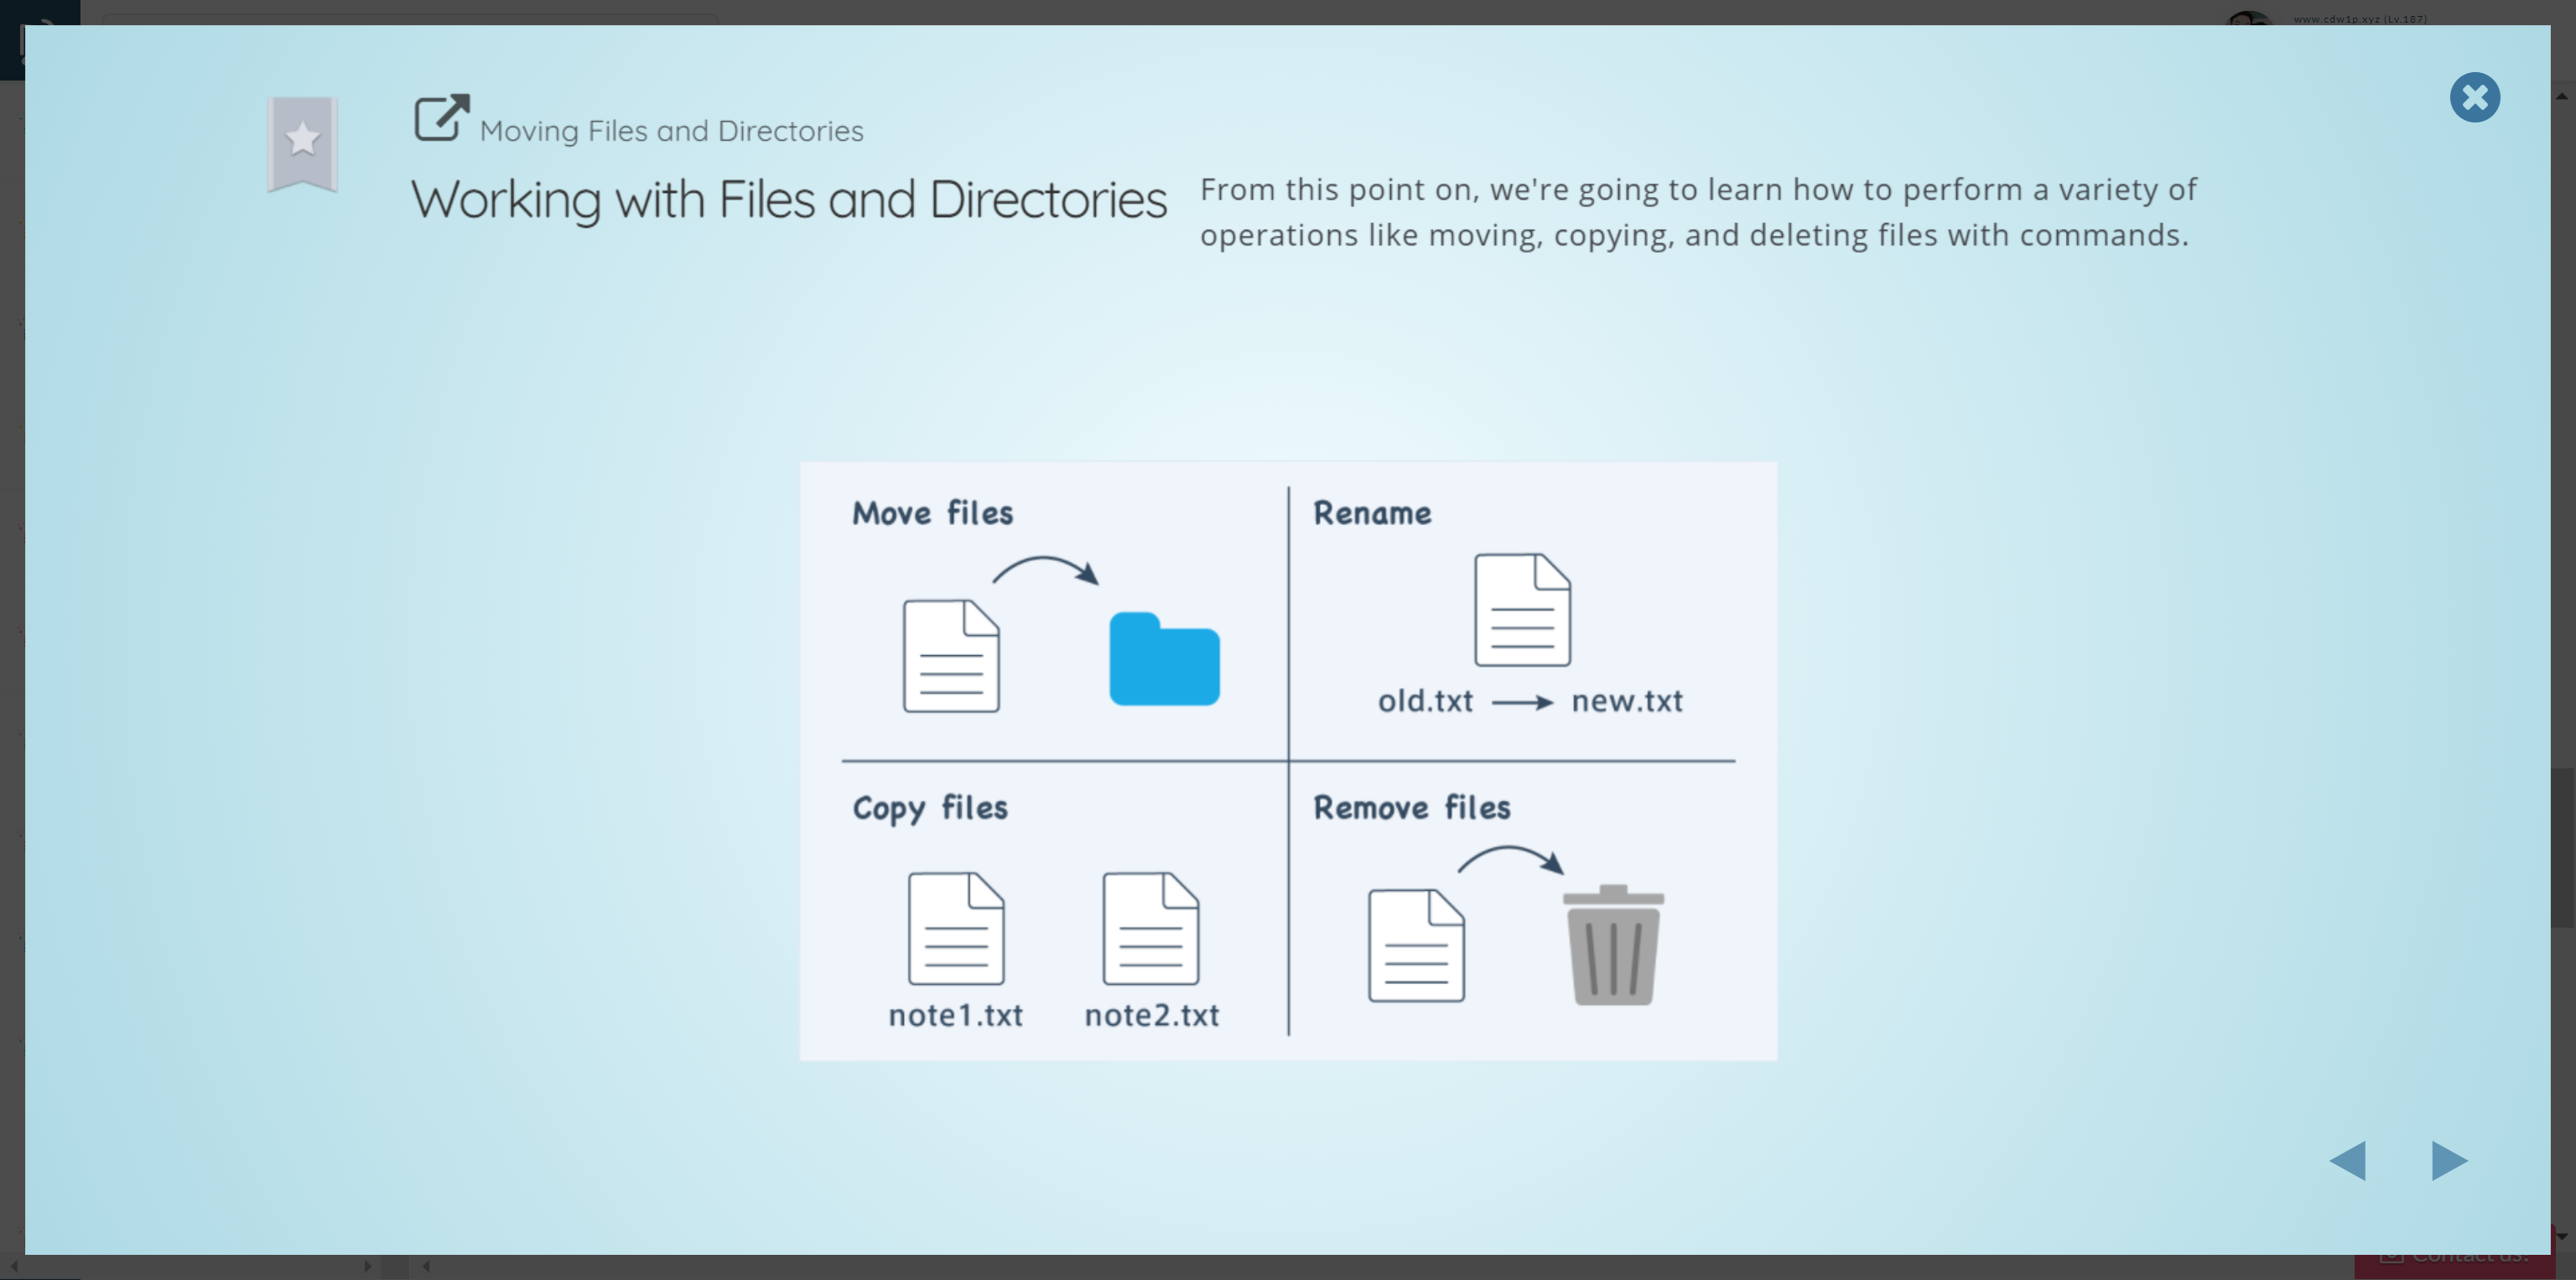 www.cdw1p.xyz (Lv.187)
Moving Files and Directories
Working with Files and Directories
From this point on, we're going to learn how to perform a variety of
operations like moving, copying, and deleting files with commands.
Move files
Rename
old.txt
new.txt
Copy files
Remove files
note1.txt
note2.txt
Contact us!